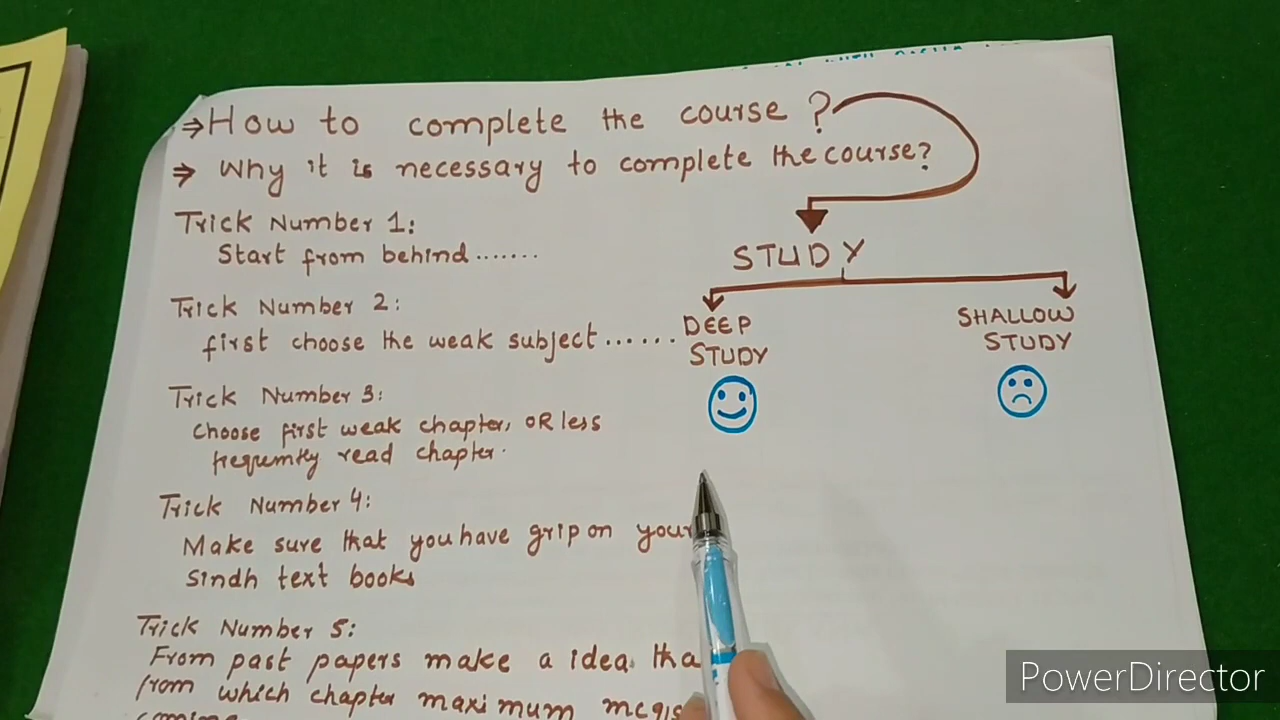 ⇒ How to complete the course?
⇒ Why it is necessary to complete the course?
Trick Number 1:
Start from behind.......
Trick Number 2:
first choose the weak subject......
Trick Number 3:
Choose first weak chapter, OR less
frequently read chapter.
Trick Number 4:
Make sure that you have grip on your
Sindh text books
Trick Number 5:
From past papers make a idea tha
from which chapter maximum mcqs
coming
STUDY
DEEP
STUDY
SHALLOW
STUDY
PowerDirector